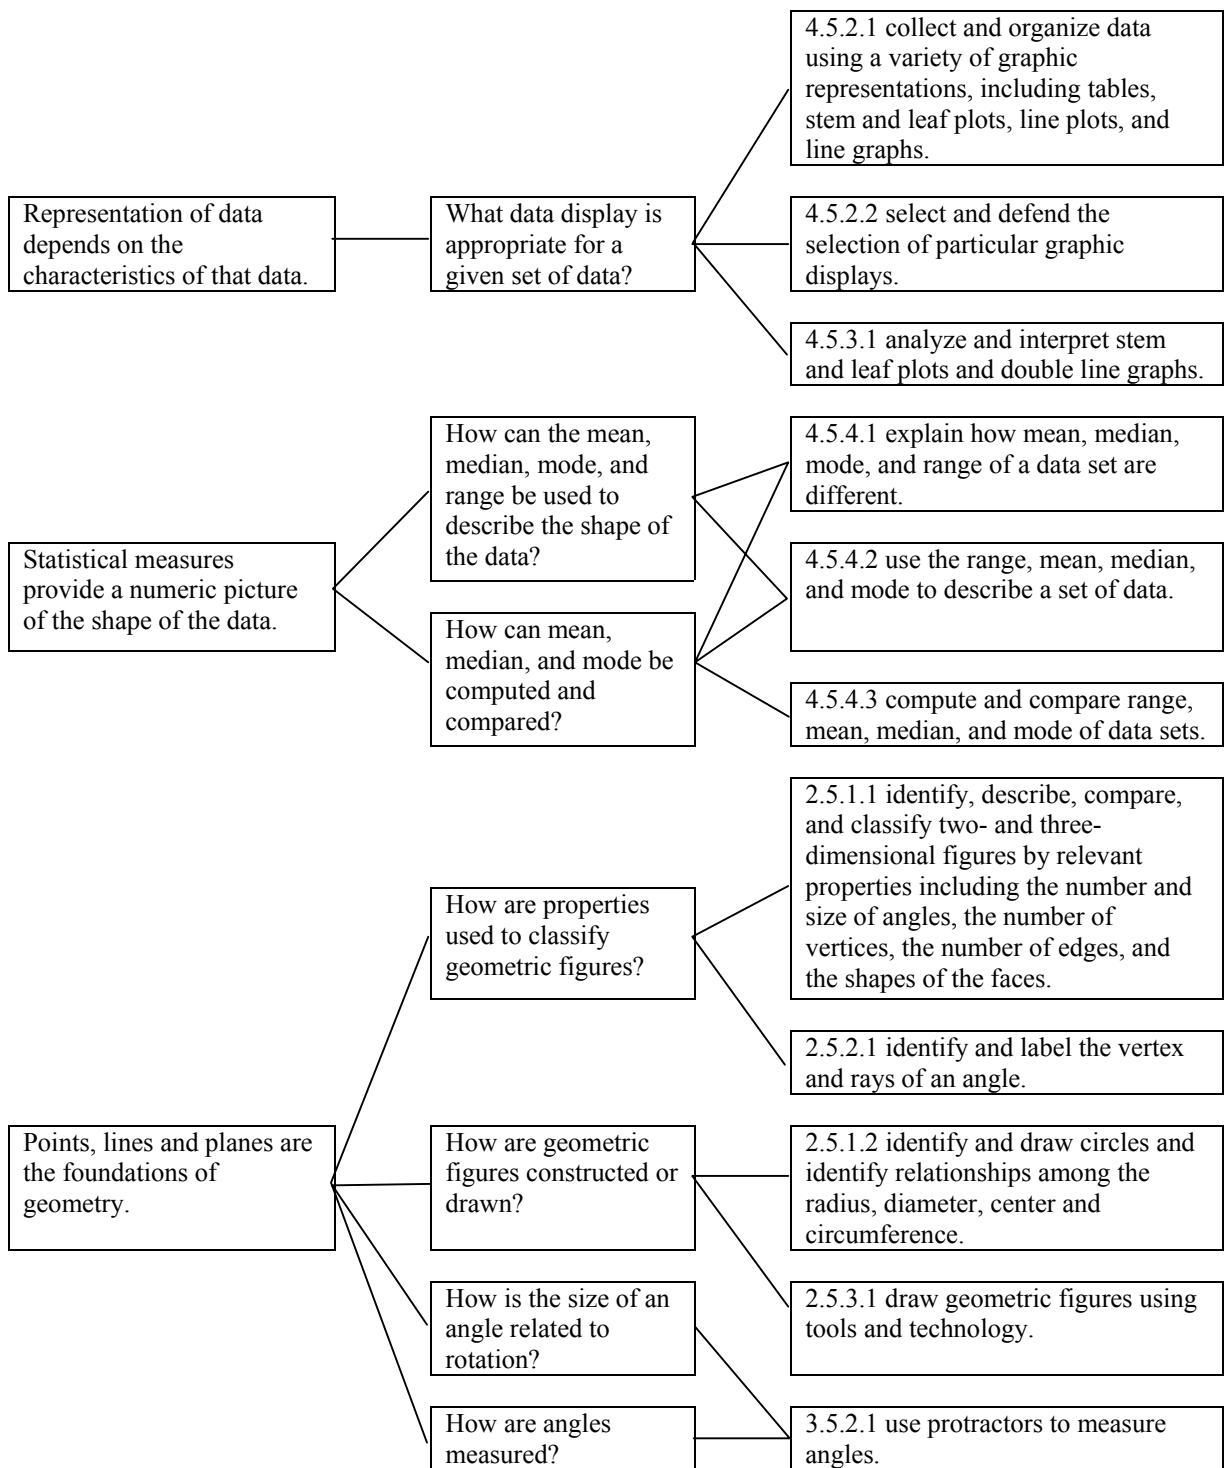 4.5.2.1 collect and organize data
using a variety of graphic
representations, including tables,
stem and leaf plots, line plots, and
line graphs.
Representation of data
depends on the
characteristics of that data.
What data display is
appropriate for a
given set of data?
4.5.2.2 select and defend the
selection of particular graphic
displays.
4.5.3.1 analyze and interpret stem
and leaf plots and double line graphs.
Statistical measures
provide a numeric picture
of the shape of the data.
How can the mean,
median, mode, and
range be used to
describe the shape of
the data?
4.5.4.1 explain how mean, median,
mode, and range of a data set are
different.
4.5.4.2 use the range, mean, median,
and mode to describe a set of data.
How can mean,
median, and mode be
computed and
compared?
4.5.4.3 compute and compare range,
mean, median, and mode of data sets.
Points, lines and planes are
the foundations of
geometry.
How are properties
used to classify
geometric figures?
2.5.1.1 identify, describe, compare,
and classify two- and three-
dimensional figures by relevant
properties including the number and
size of angles, the number of
vertices, the number of edges, and
the shapes of the faces.
2.5.2.1 identify and label the vertex
and rays of an angle.
How are geometric
figures constructed or
drawn?
2.5.1.2 identify and draw circles and
identify relationships among the
radius, diameter, center and
circumference.
2.5.3.1 draw geometric figures using
tools and technology.
How is the size of an
angle related to
rotation?
How are angles
measured?
3.5.2.1 use protractors to measure
angles.